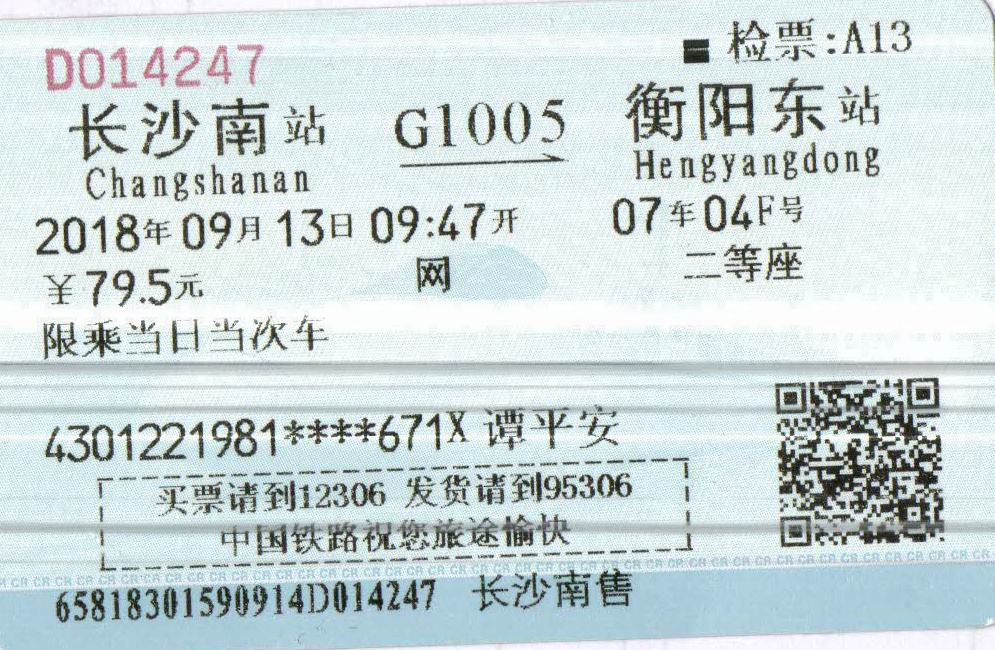 检票:A13
D014247
长沙南站 G1005 衡阳东站
Changshanan Hengyangdong
2018年09月13日09:47开 07车04F号
¥79.5元 网 二等座
限乘当日当次车
4301221981****671X 谭平安
买票请到12306 发货请到95306
中国铁路祝您旅途愉快
CR CR CR CR CR CR CR CR CR CR CR CR CR CR CR CR CR CR CR CR CR CR CR CR CR CR CR CR CR CR CR CR CR CR CR CR CR CR CR CR
65818301590914D014247 长沙南售